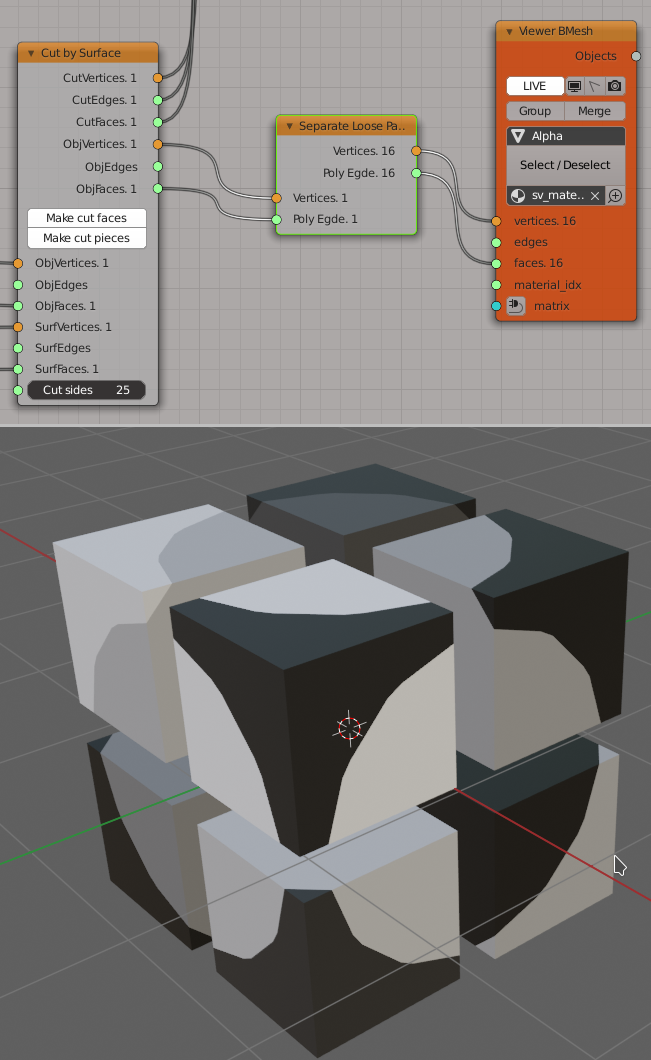 Cut by Surface
CutVertices. 1
CutEdges. 1
CutFaces. 1
ObjVertices. 1
ObjEdges
ObjFaces. 1
Make cut faces
Make cut pieces
ObjVertices. 1
ObjEdges
ObjFaces. 1
SurfVertices. 1
SurfEdges
SurfFaces. 1
Cut sides 25
Separate Loose Pa..
Vertices. 16
Poly Egde. 16
Vertices. 1
Poly Egde. 1
Viewer BMesh
Objects
LIVE
Group Merge
Alpha
Select / Deselect
sv_mate..
vertices. 16
edges
faces. 16
material_idx
matrix